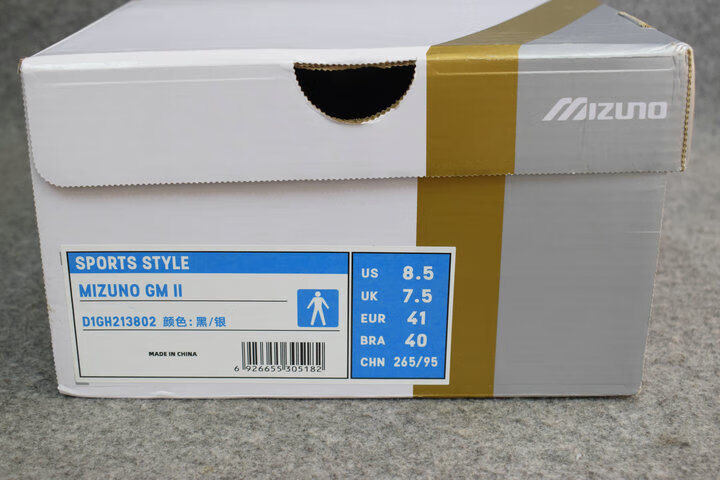 MIZUNO
SPORTS STYLE
MIZUNO GM II
D1GH213802 颜色:黑/银
MADE IN CHINA
6 926655 305182
US 8.5
UK 7.5
EUR 41
BRA 40
CHN 265/95